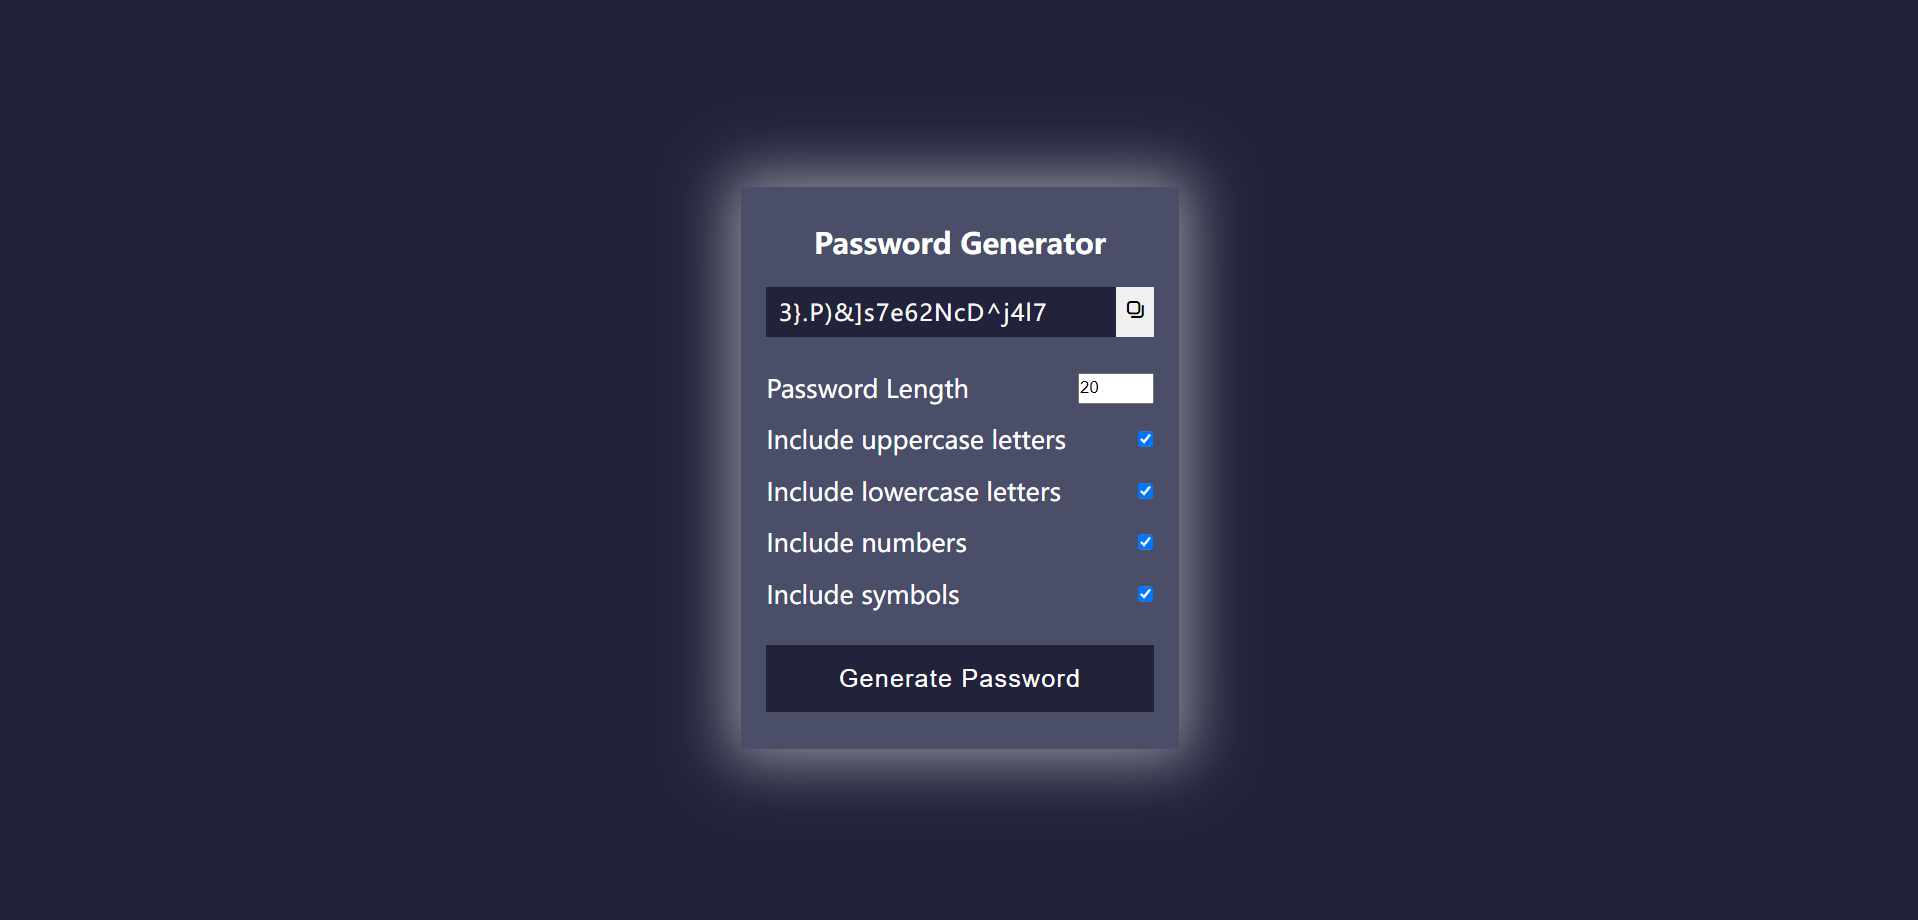 Password Generator
3}.P)&]s7e62NcD^j4l7
Password Length 20
Include uppercase letters
Include lowercase letters
Include numbers
Include symbols
Generate Password